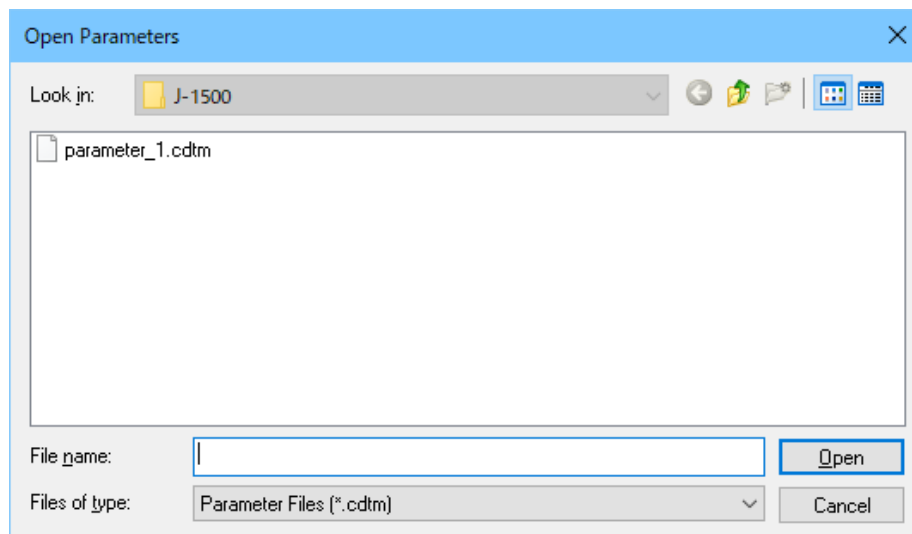 Open Parameters
Look in: J-1500
parameter_1.cdtm
File name: Open
Files of type: Parameter Files (*.cdtm) Cancel